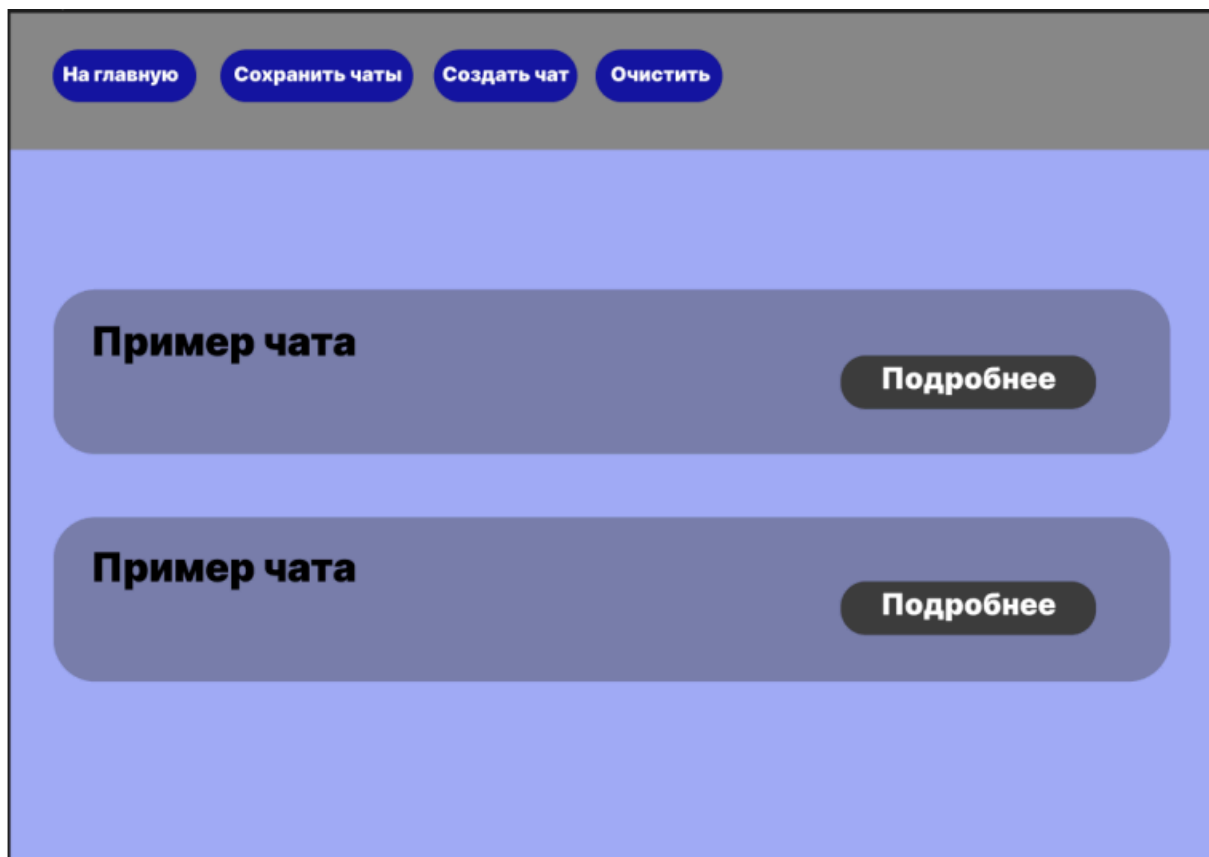 На главную Сохранить чаты Создать чат Очистить
Пример чата
Подробнее
Пример чата
Подробнее